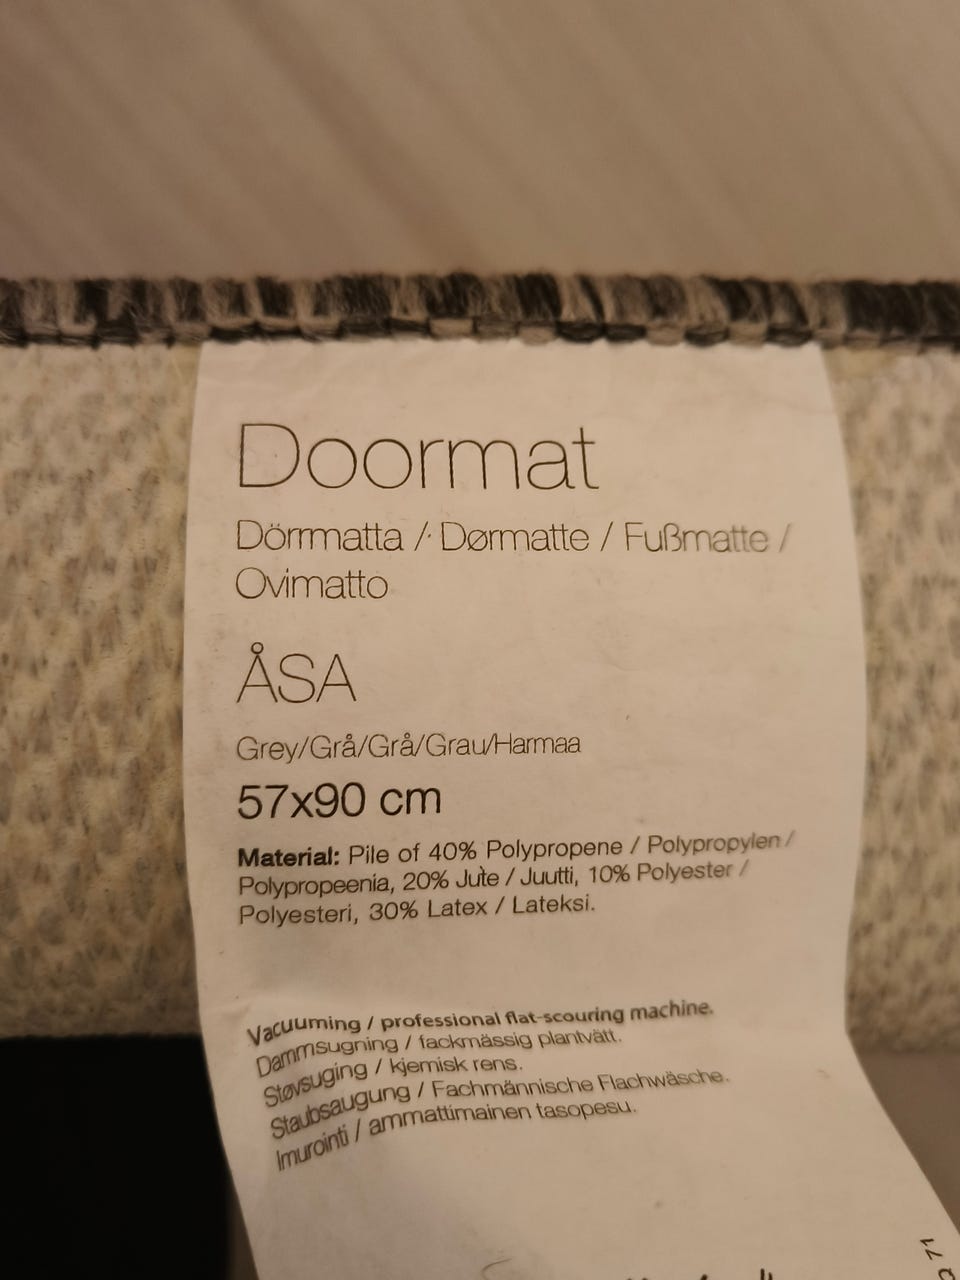 Doormat
Dörrmatta / Dørmatte / Fußmatte /
Ovimatto
ÅSA
Grey/Grå/Grå/Grau/Harmaa
57x90 cm
Material: Pile of 40% Polypropene / Polypropylen /
Polypropeenia, 20% Jute / Juutti, 10% Polyester /
Polyesteri, 30% Latex / Lateksi.
Vacuuming / professional flat-scouring machine.
Dammsugning / fackmässig plantvätt.
Støvsuging / kjemisk rens.
Staubsaugung / Fachmännische Flachwäsche.
Imurointi / ammattimainen tasopesu.
71